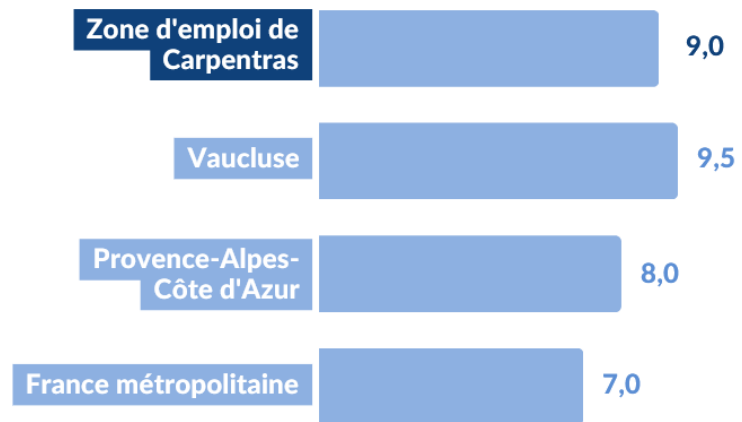 Zone d'emploi de
Carpentras
9,0
Vaucluse
9,5
Provence-Alpes-
Côte d'Azur
8,0
France métropolitaine
7,0